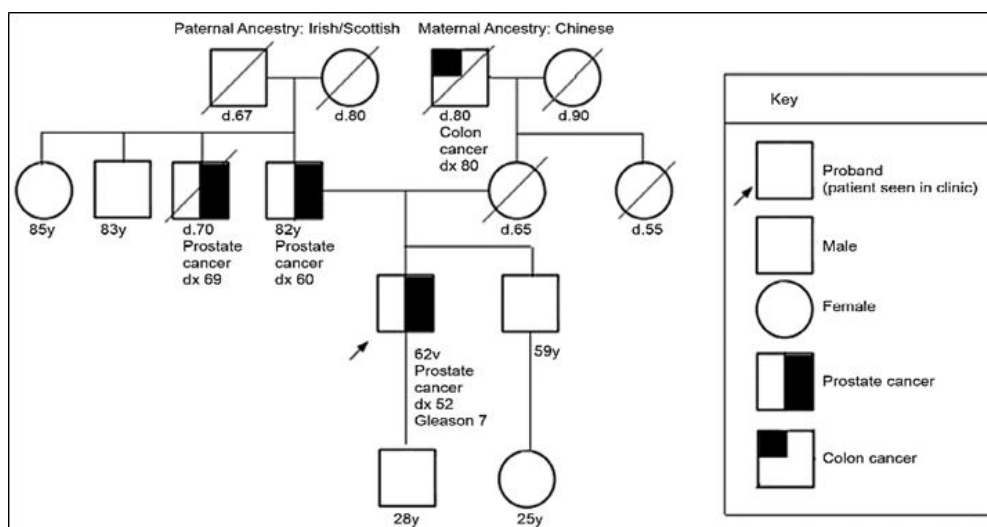 Paternal Ancestry: Irish/Scottish Maternal Ancestry: Chinese
d.67 d.80 d.80 d.90
Colon
cancer
dx 80
85y 83y d.70 82y d.65 d.55
Prostate Prostate
cancer cancer
dx 69 dx 60
62v 59y
Prostate
cancer
dx 52
Gleason 7
28y 25y
Key
Proband
(patient seen in clinic)
Male
Female
Prostate cancer
Colon cancer